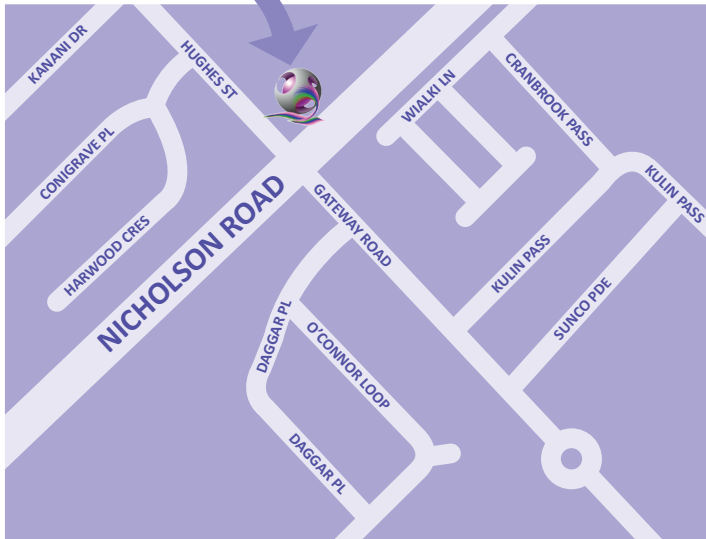 KANANI DR
HUGHES ST
WIALKI LN
CRANBROOK PASS
CONIGRAVE PL
KULIN PASS
HARWOOD CRES
NICHOLSON ROAD
GATEWAY ROAD
KULIN PASS
SUNCO PDE
DAGGAR PL
O'CONNOR LOOP
DAGGAR PL